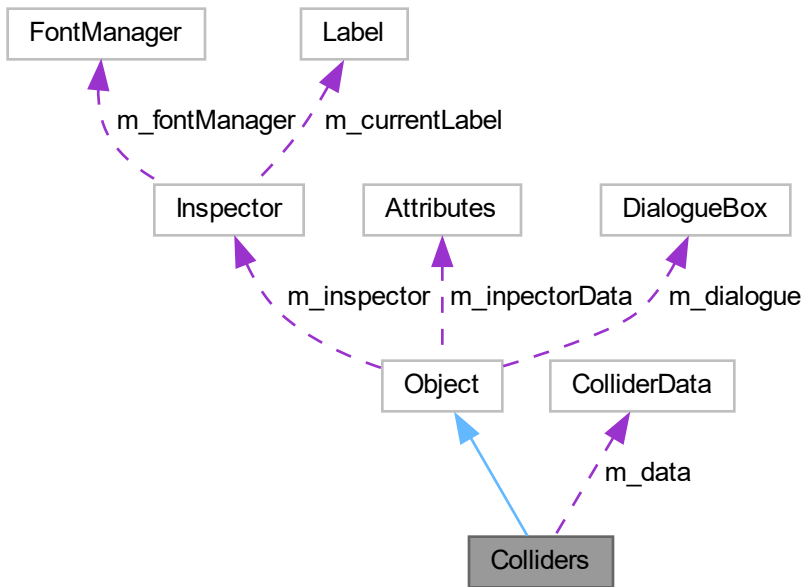 FontManager
Label
m_fontManager
m_currentLabel
Inspector
Attributes
DialogueBox
m_inspector
m_inpectorData
m_dialogue
Object
ColliderData
m_data
Colliders